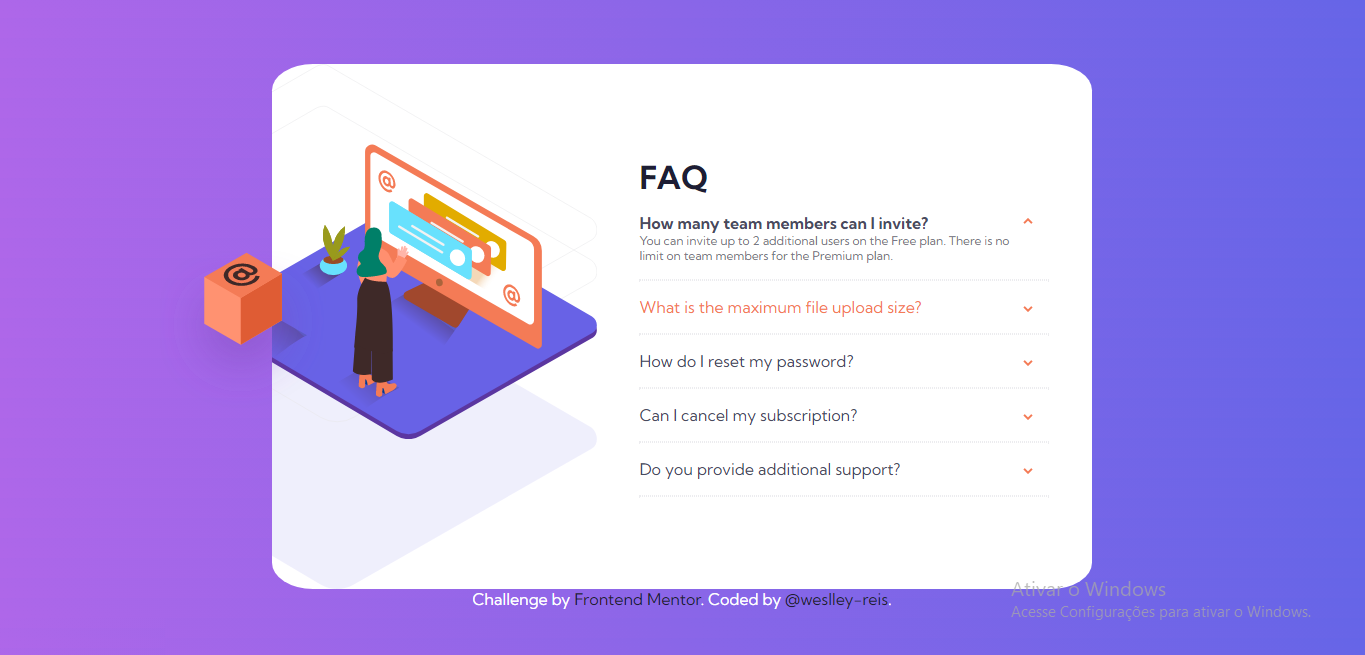 FAQ
How many team members can I invite?
You can invite up to 2 additional users on the Free plan. There is no
limit on team members for the Premium plan.
What is the maximum file upload size?
How do I reset my password?
Can I cancel my subscription?
Do you provide additional support?
Challenge by Frontend Mentor. Coded by @weslley-reis.
Ativar o Windows
Acesse Configurações para ativar o Windows.